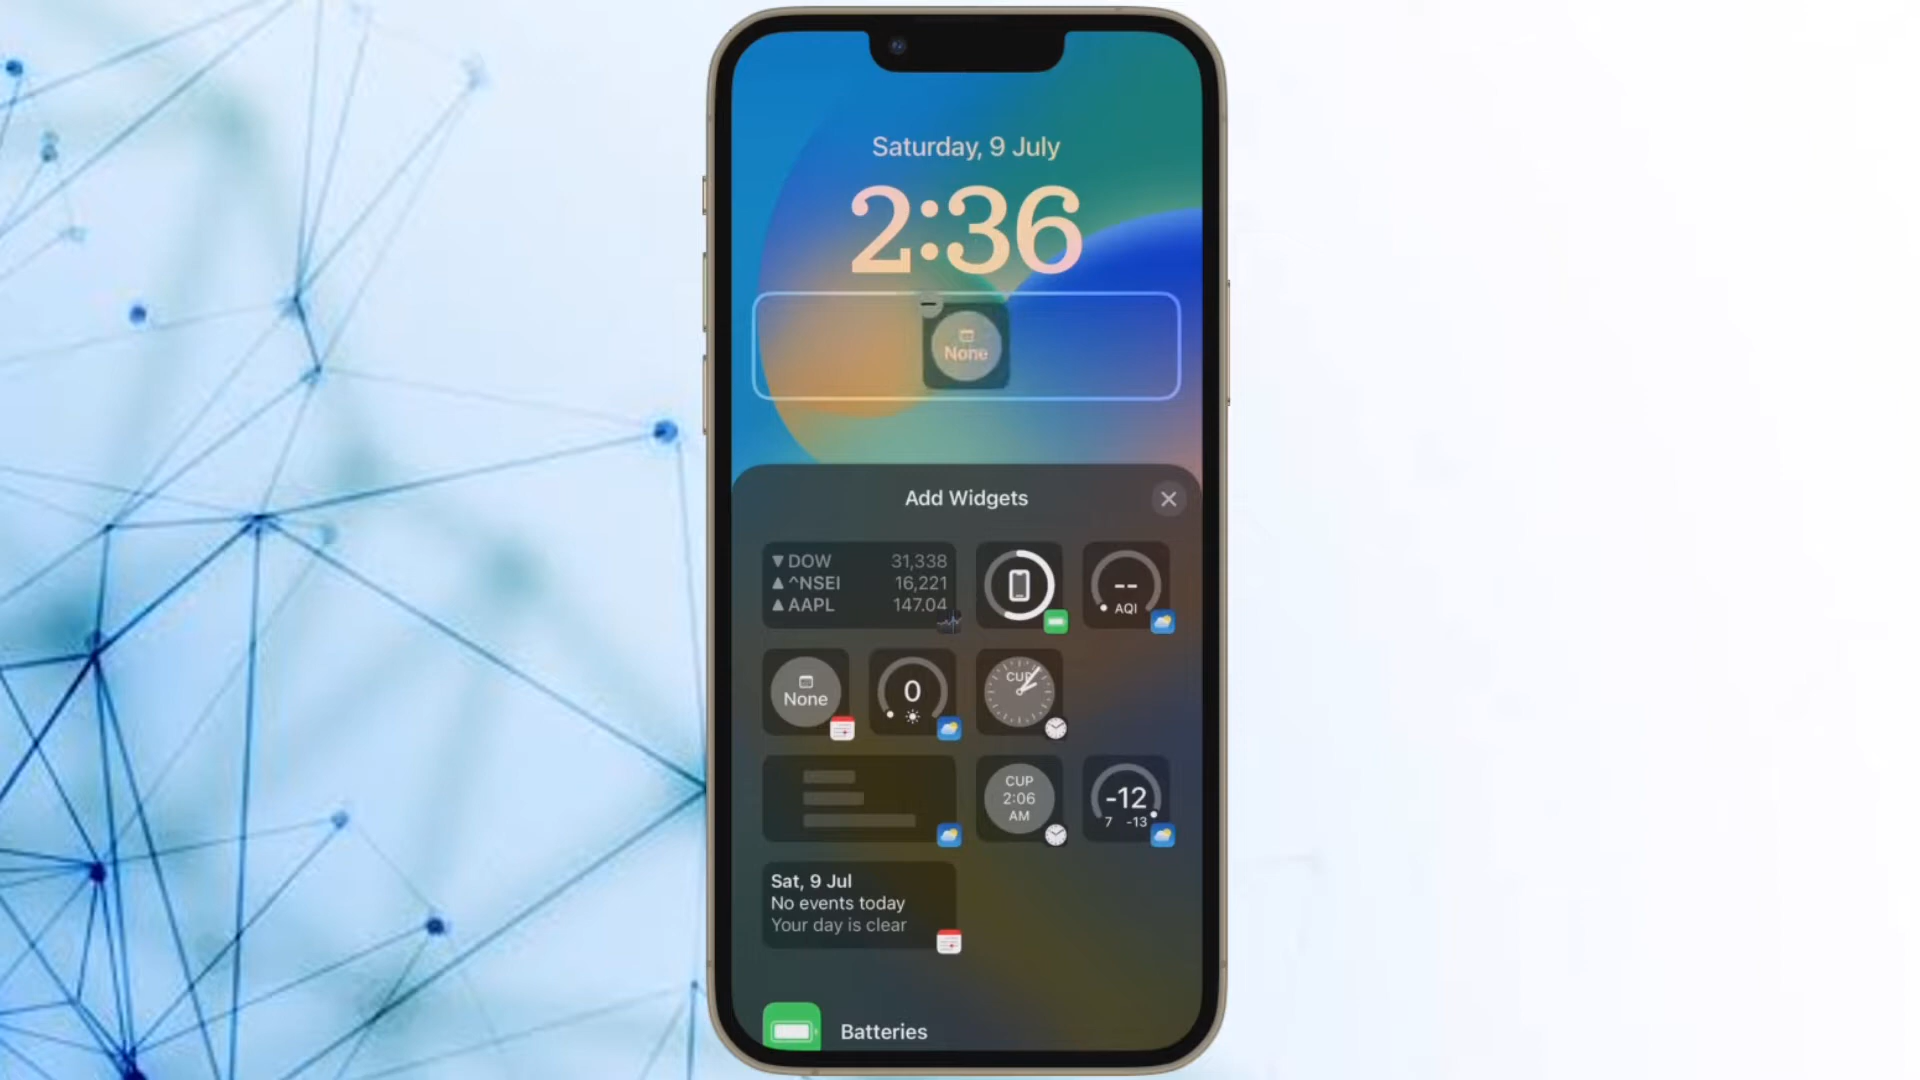 Saturday, 9 July
2:36
None
Add Widgets
▼ DOW 31,338
▲ ^NSEI 16,221
▲ AAPL 147.04
--
AQI
None
0
CUP
CUP
2:06
AM
-12
7 -13
Sat, 9 Jul
No events today
Your day is clear
Batteries